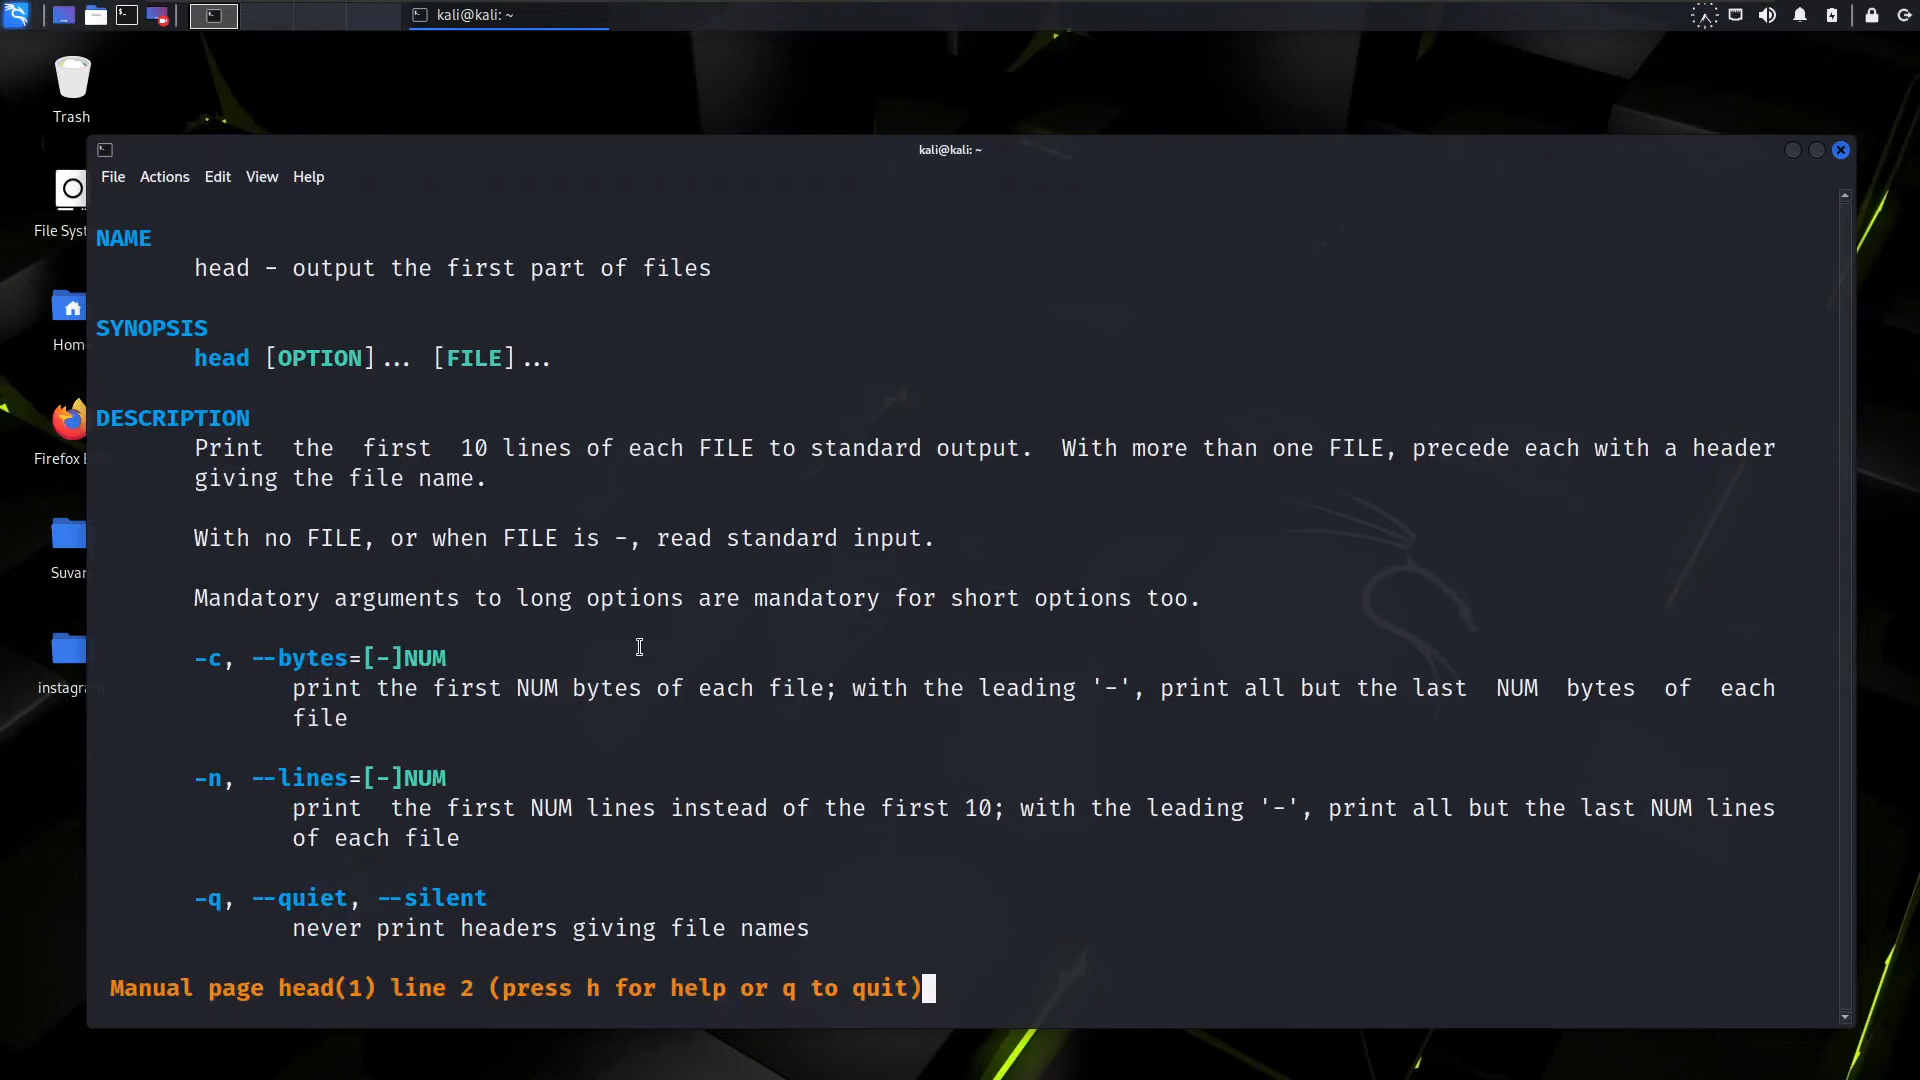 kali@kali: ~
Trash
kali@kali: ~
File Actions Edit View Help
File Syst
Home
Firefox E
Suvar
instagram
NAME
head - output the first part of files
SYNOPSIS
head [OPTION]... [FILE]...
DESCRIPTION
Print the first 10 lines of each FILE to standard output. With more than one FILE, precede each with a header
giving the file name.
With no FILE, or when FILE is -, read standard input.
Mandatory arguments to long options are mandatory for short options too.
-c, --bytes=[-]NUM
print the first NUM bytes of each file; with the leading '-', print all but the last NUM bytes of each
file
-n, --lines=[-]NUM
print the first NUM lines instead of the first 10; with the leading '-', print all but the last NUM lines
of each file
-q, --quiet, --silent
never print headers giving file names
Manual page head(1) line 2 (press h for help or q to quit)